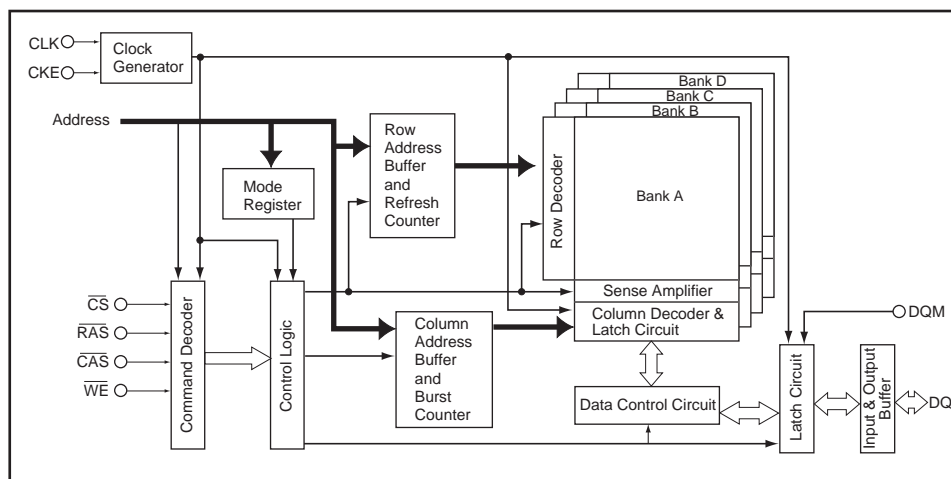 CLK
CKE
Clock
Generator
Address
Mode
Register
Row
Address
Buffer
and
Refresh
Counter
Bank D
Bank C
Bank B
Bank A
Row Decoder
Sense Amplifier
Column Decoder &
Latch Circuit
CS
RAS
CAS
WE
Command Decoder
Control Logic
Column
Address
Buffer
and
Burst
Counter
Data Control Circuit
Latch Circuit
DQM
Input & Output
Buffer
DQ